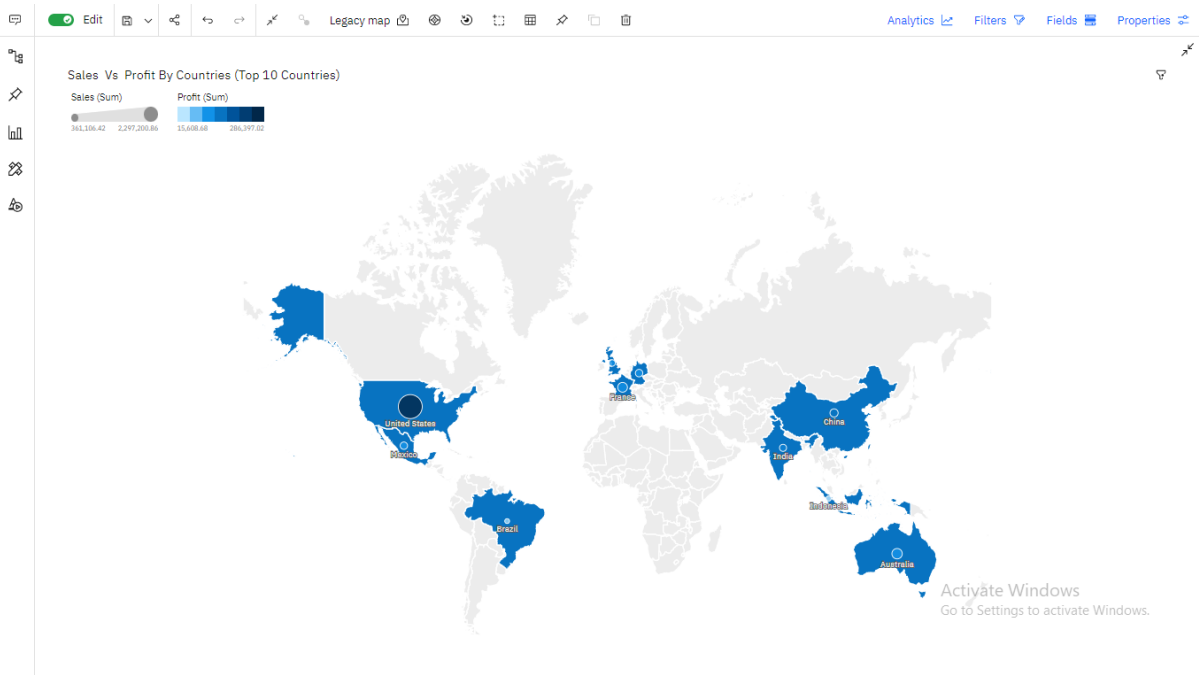 Edit
Legacy map
Analytics
Filters
Fields
Properties
Sales Vs Profit By Countries (Top 10 Countries)
Sales (Sum)
Profit (Sum)
361,106.42
2,297,200.86
15,608.68
286,397.02
United States
Mexico
Brazil
France
China
India
Indonesia
Australia
Activate Windows
Go to Settings to activate Windows.